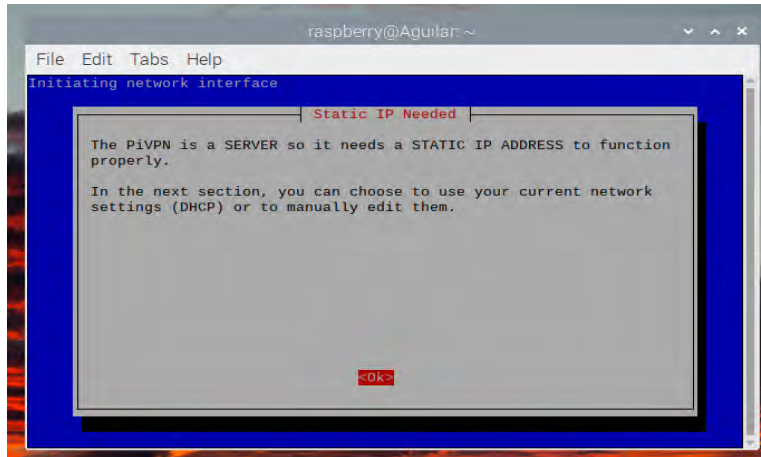 raspberry@Aguilar: ~
File Edit Tabs Help
Initiating network interface
Static IP Needed
The PiVPN is a SERVER so it needs a STATIC IP ADDRESS to function
properly.
In the next section, you can choose to use your current network
settings (DHCP) or to manually edit them.
<Ok>